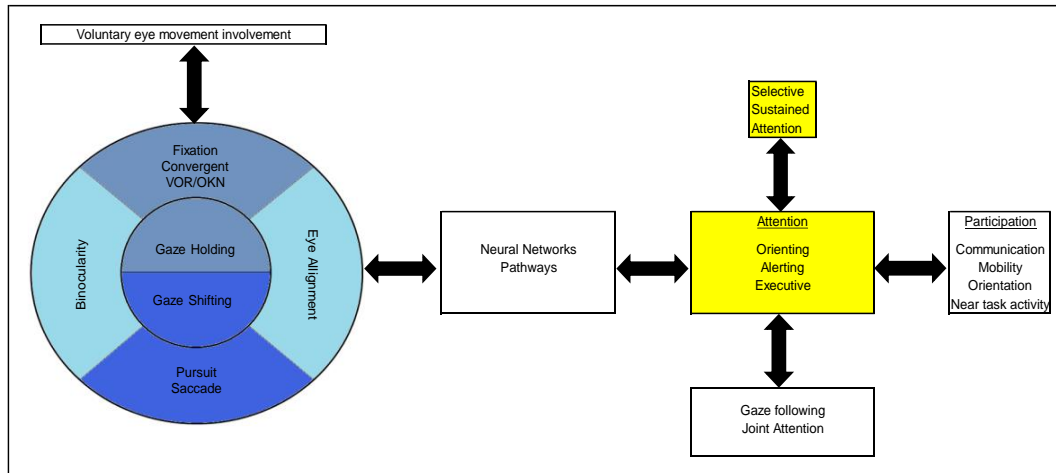 Voluntary eye movement involvement
Fixation
Convergent
VOR/OKN
Binocularity
Gaze Holding
Gaze Shifting
Eye Allignment
Pursuit
Saccade
Neural Networks
Pathways
Selective
Sustained
Attention
Attention
Orienting
Alerting
Executive
Gaze following
Joint Attention
Participation
Communication
Mobility
Orientation
Near task activity